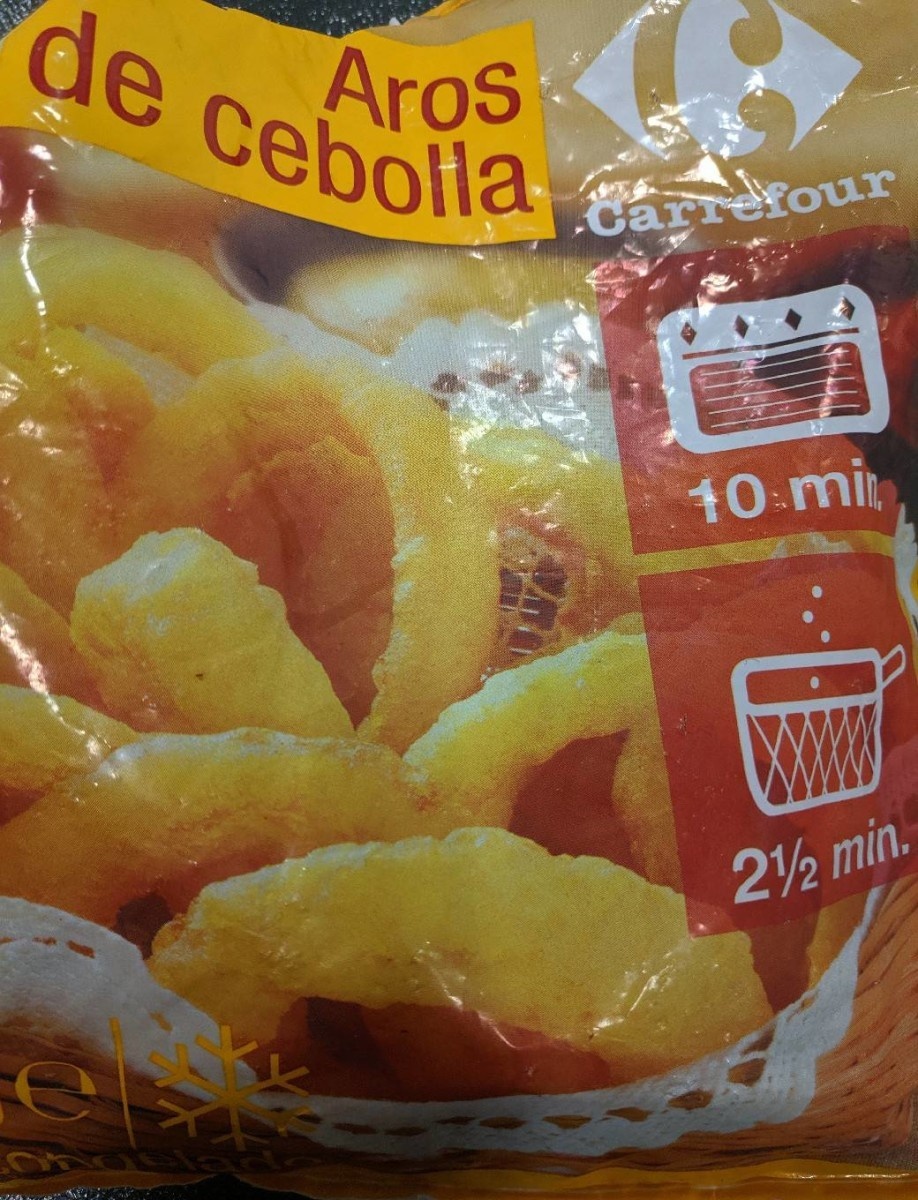 Aros
de cebolla
Carrefour
10 min.
2½ min.
e